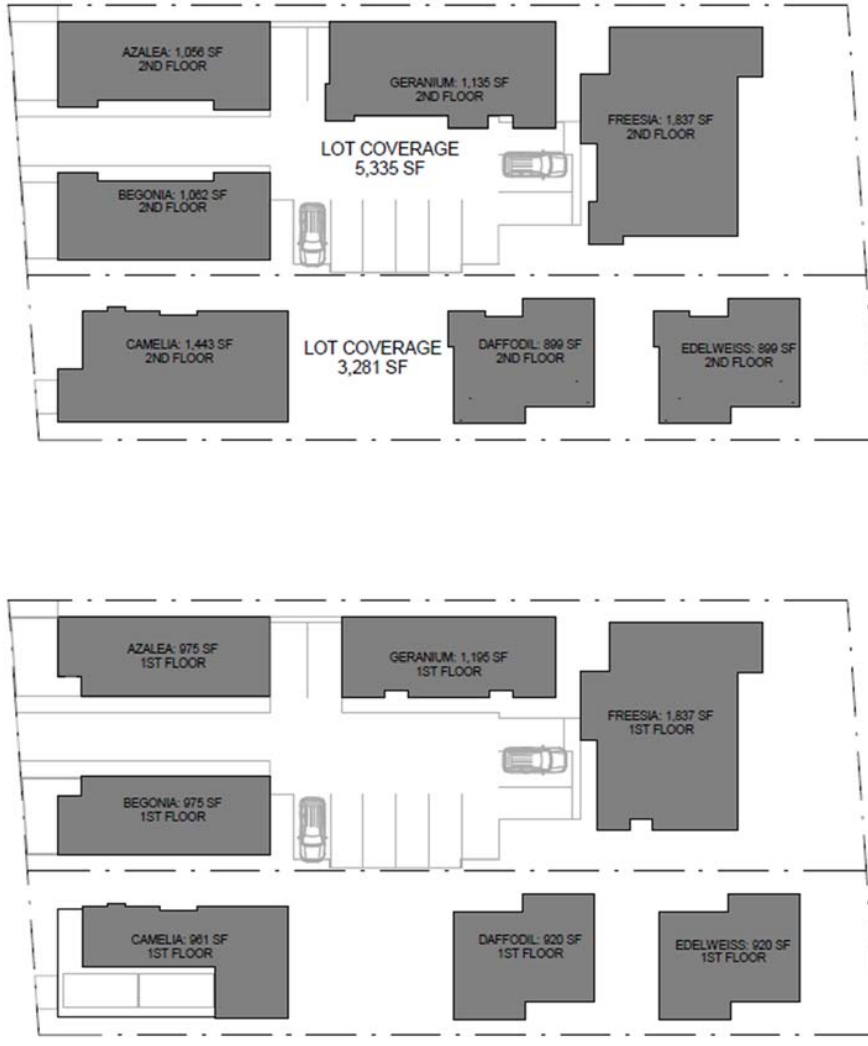 AZALEA: 1,056 SF
2ND FLOOR
GERANIUM: 1,135 SF
2ND FLOOR
FREESIA: 1,837 SF
2ND FLOOR
LOT COVERAGE
5,335 SF
BEGONIA: 1,062 SF
2ND FLOOR
CAMELIA: 1,443 SF
2ND FLOOR
LOT COVERAGE
3,281 SF
DAFFODIL: 899 SF
2ND FLOOR
EDELWEISS: 899 SF
2ND FLOOR
AZALEA: 975 SF
1ST FLOOR
GERANIUM: 1,195 SF
1ST FLOOR
FREESIA: 1,837 SF
1ST FLOOR
BEGONIA: 975 SF
1ST FLOOR
CAMELIA: 961 SF
1ST FLOOR
DAFFODIL: 920 SF
1ST FLOOR
EDELWEISS: 920 SF
1ST FLOOR